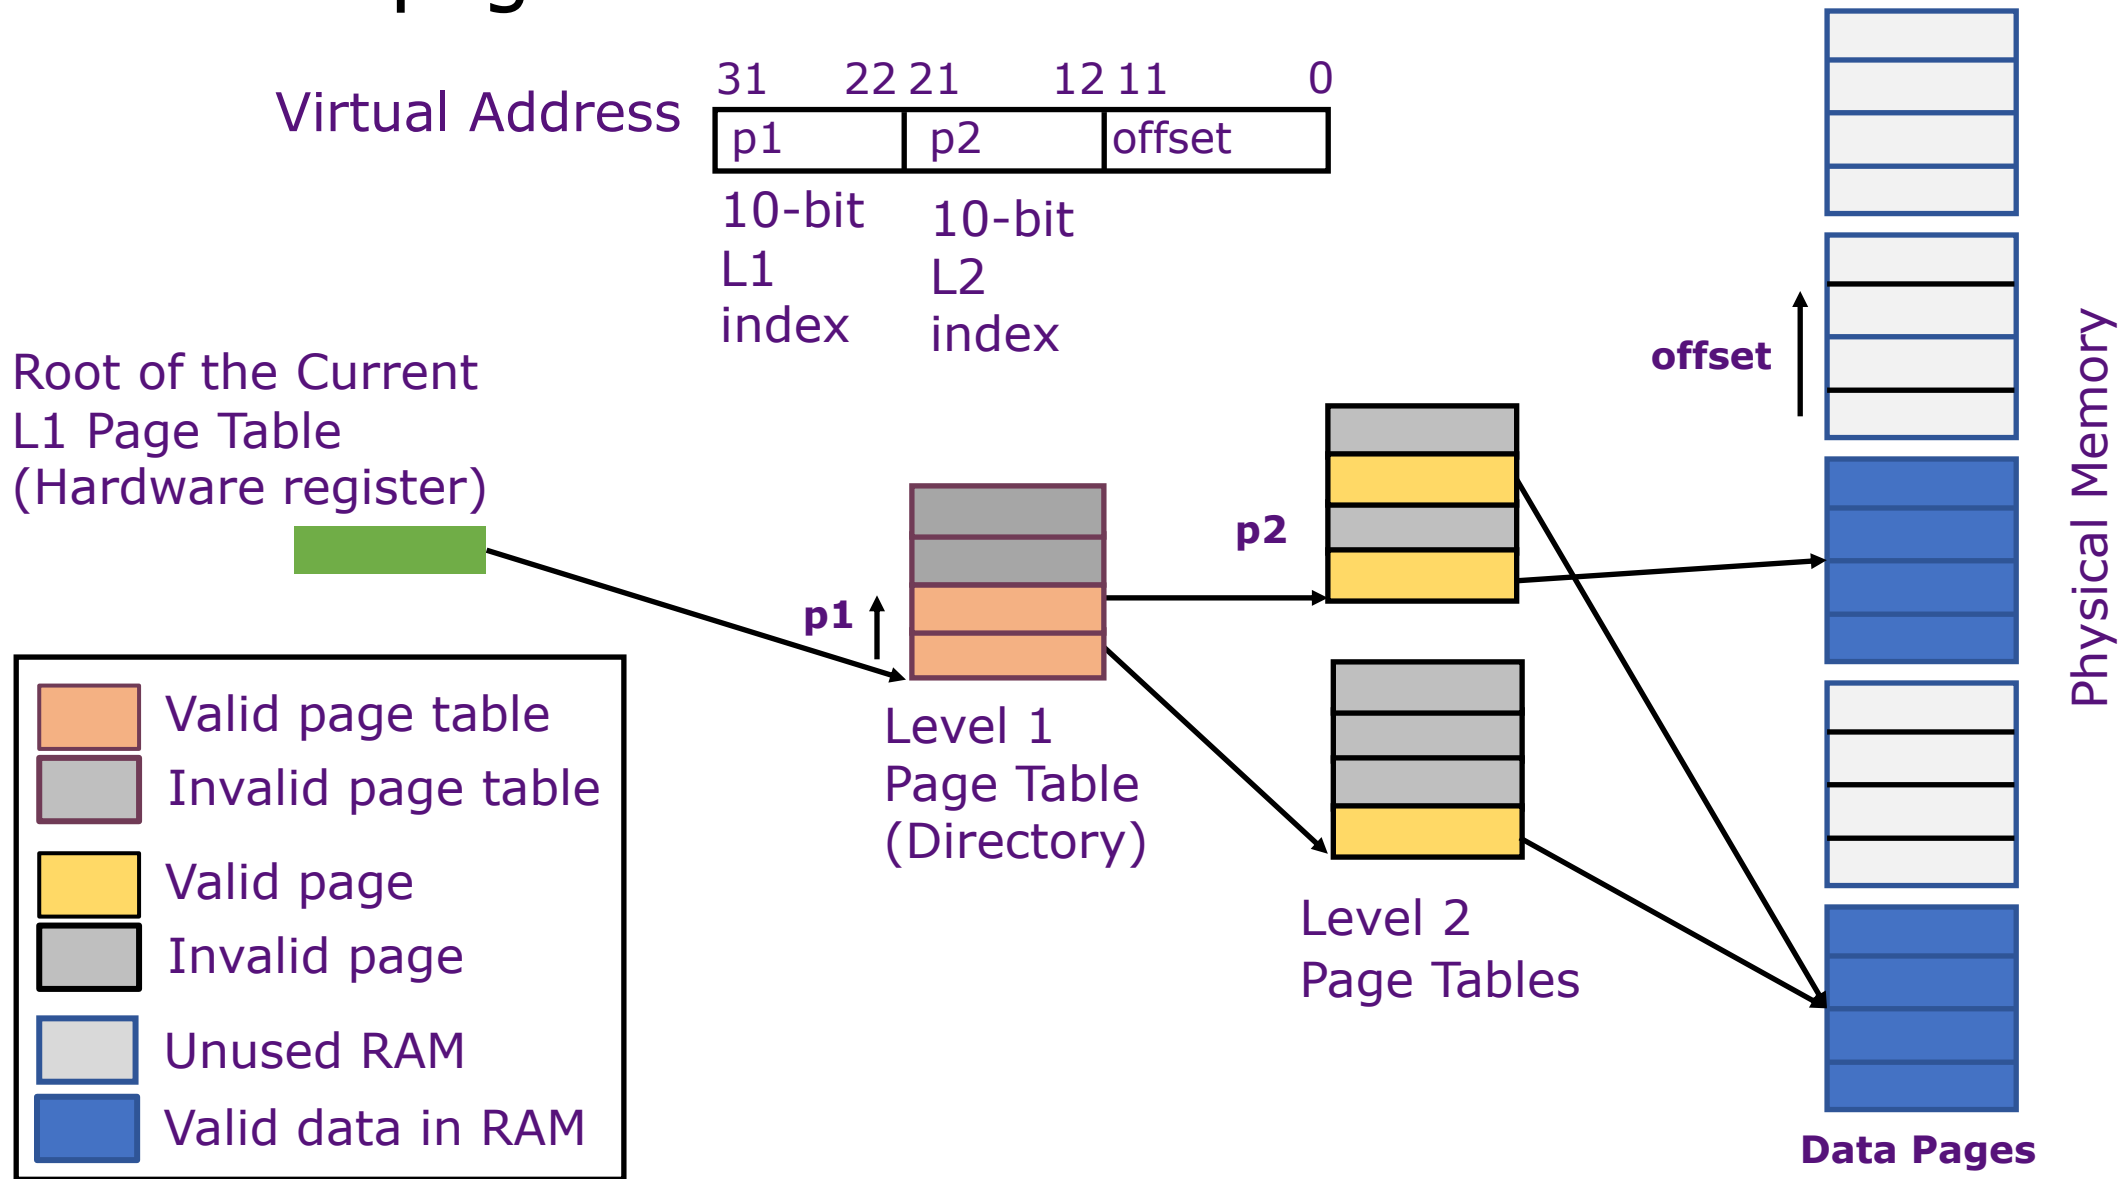 31 22 21 12 11 0
Virtual Address
p1 p2 offset
10-bit
L1
index
10-bit
L2
index
Root of the Current
L1 Page Table
(Hardware register)
offset
Physical Memory
p2
p1
Level 1
Page Table
(Directory)
Level 2
Page Tables
Valid page table
Invalid page table
Valid page
Invalid page
Unused RAM
Valid data in RAM
Data Pages